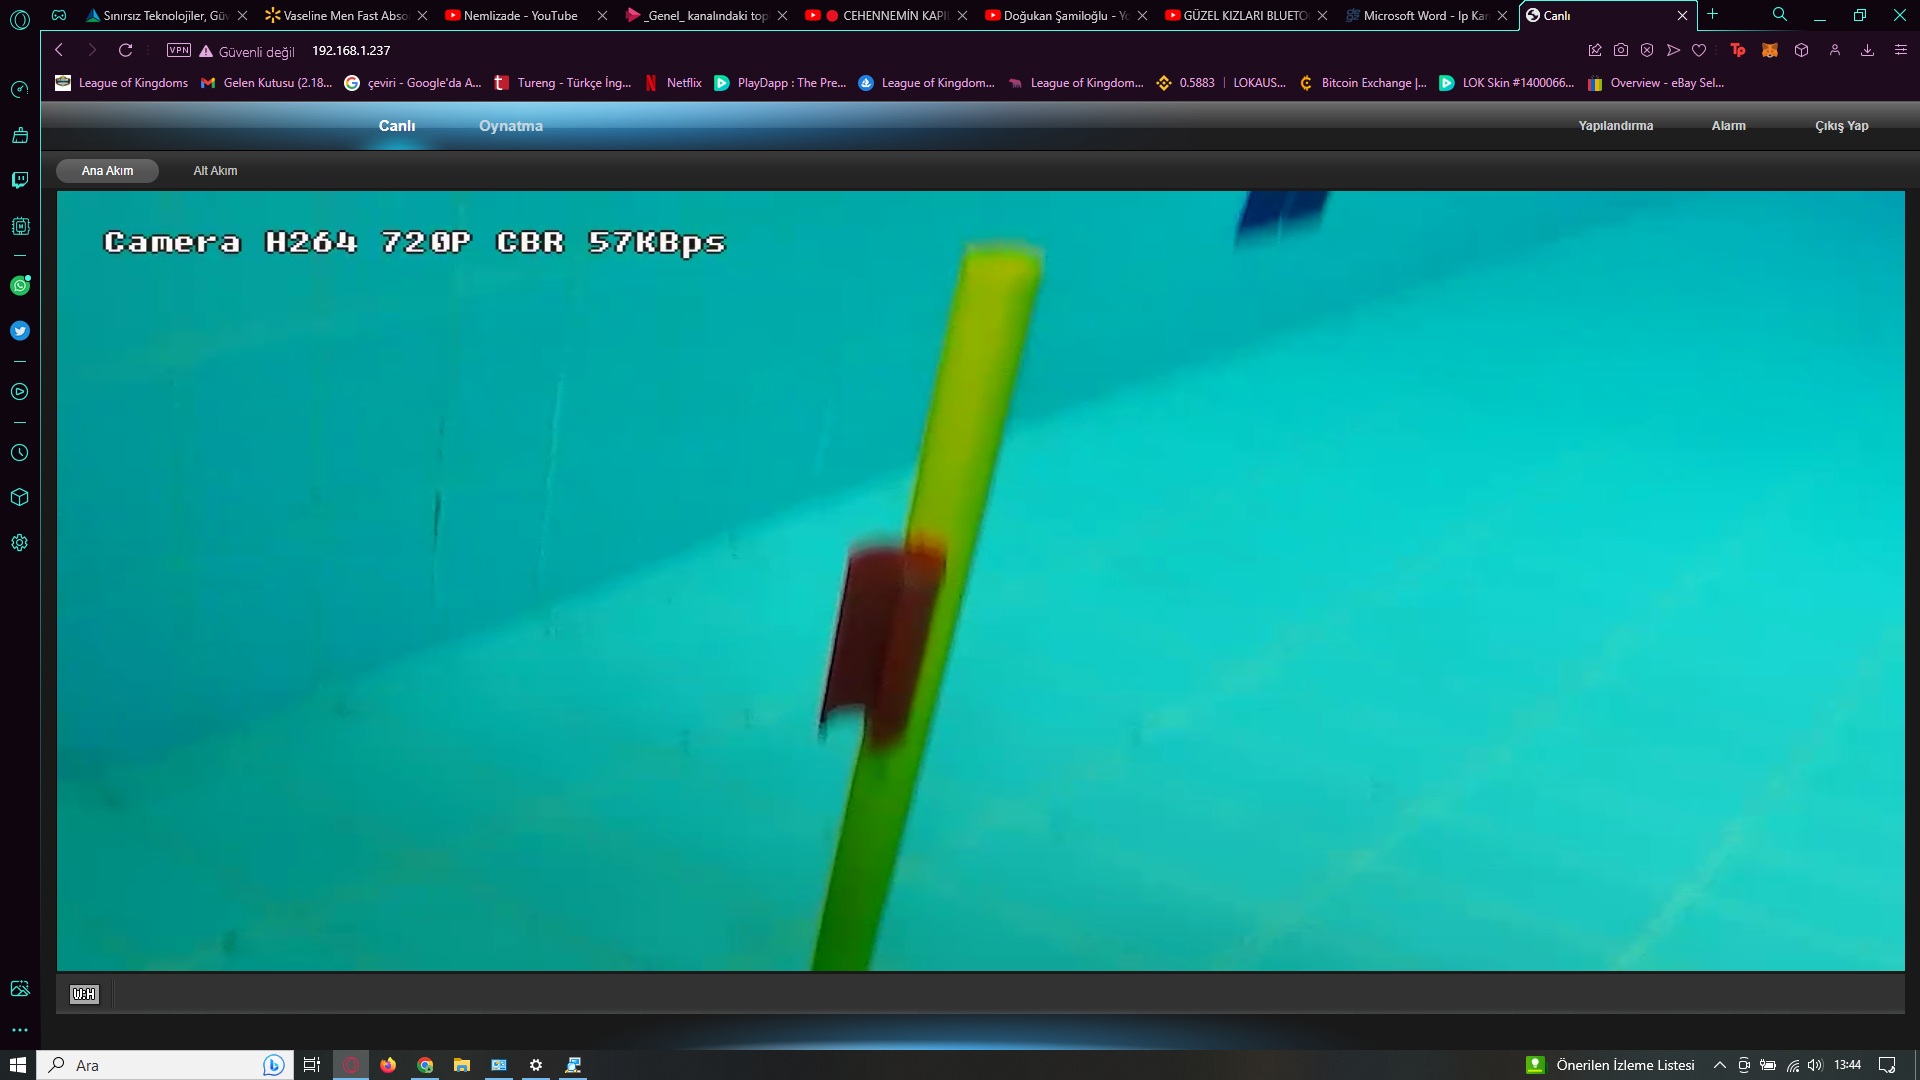 Sınırsız Teknolojiler, Güv
Vaseline Men Fast Abso
Nemlizade - YouTube
_Genel_ kanalındaki top
CEHENNEMİN KAPI
Doğukan Şamiloğlu - Yo
GÜZEL KIZLARI BLUETO
Microsoft Word - Ip Kam
Canlı
VPN
Güvenli değil
192.168.1.237
Tp
League of Kingdoms
Gelen Kutusu (2.18...
çeviri - Google'da A...
Tureng - Türkçe İng...
Netflix
PlayDapp : The Pre...
League of Kingdom...
League of Kingdom...
0.5883 | LOKAUS...
Bitcoin Exchange |...
LOK Skin #1400066...
Overview - eBay Sel...
Canlı
Oynatma
Yapılandırma
Alarm
Çıkış Yap
Ana Akım
Alt Akım
Camera H264 720P CBR 57KBps
W:H
Ara
Önerilen İzleme Listesi
13:44